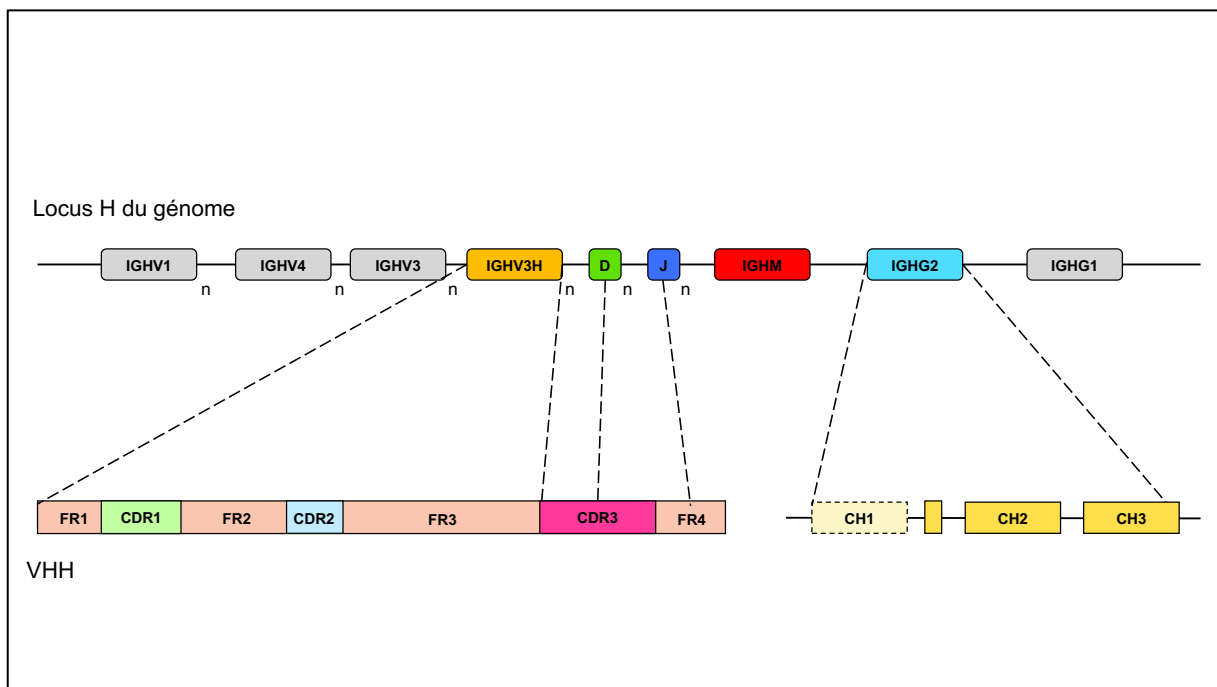 Locus H du génome
IGHV1 IGHV4 IGHV3 IGHV3H D J IGHM IGHG2 IGHG1
n n n n n n
FR1 CDR1 FR2 CDR2 FR3 CDR3 FR4 CH1 CH2 CH3
VHH